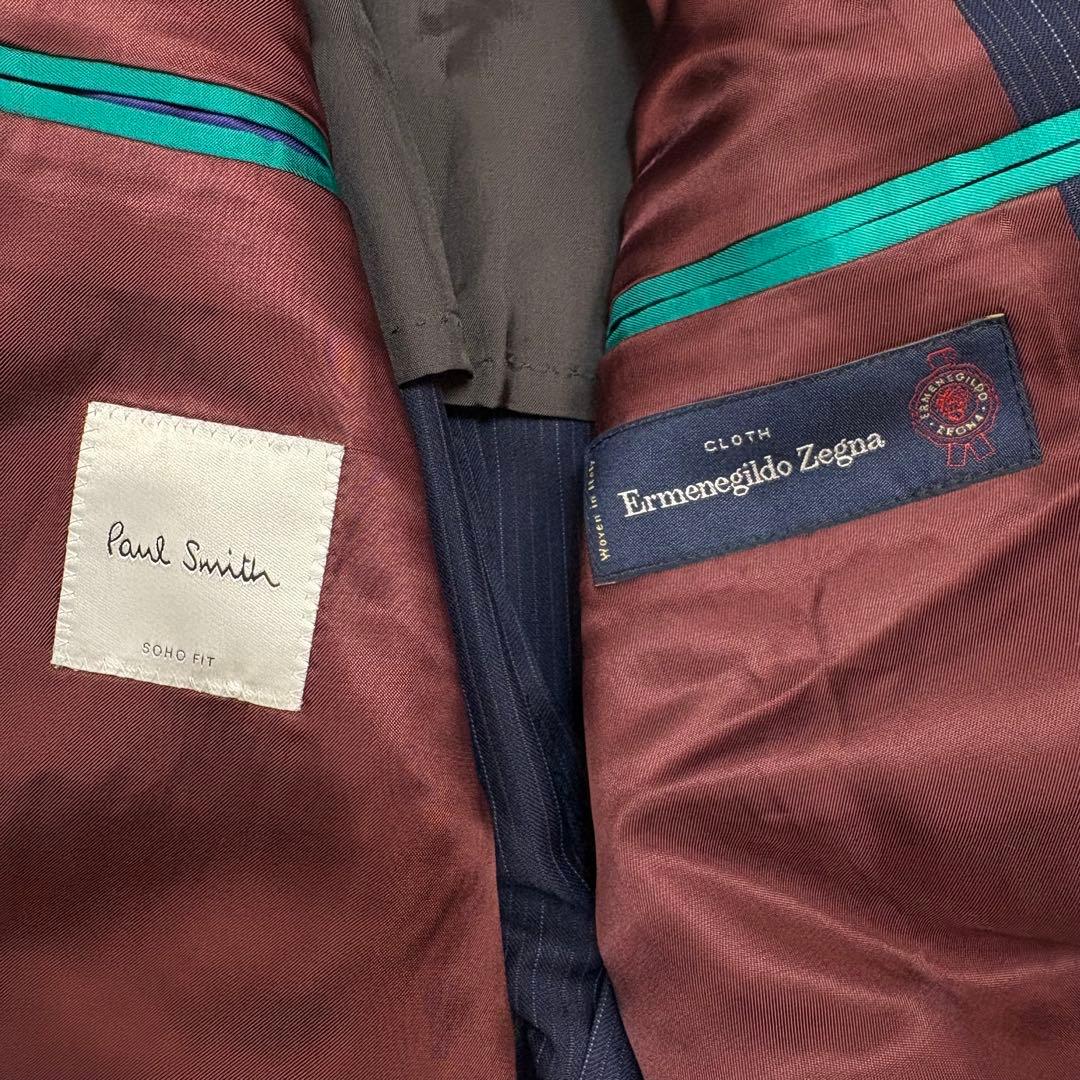 Paul Smith
SOHO FIT
CLOTH
Ermenegildo Zegna
Woven in Italy
ERMENEGILDO
ZEGNA